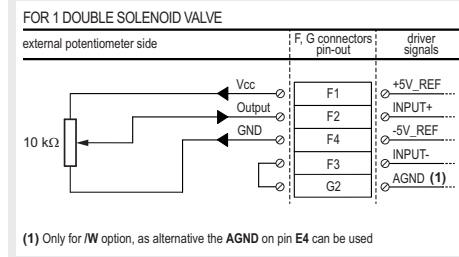 FOR 1 DOUBLE SOLENOID VALVE
external potentiometer side
F, G connectors
pin-out
driver
signals
Vcc
F1
+5V_REF
Output
F2
INPUT+
GND
F4
-5V_REF
10 kΩ
F3
INPUT-
G2
AGND (1)
(1) Only for /W option, as alternative the AGND on pin E4 can be used